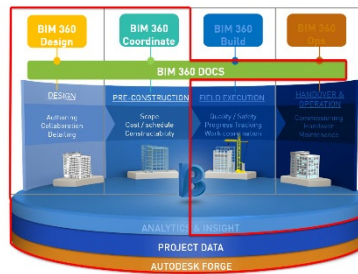 BIM 360
Design
BIM 360
Coordinate
BIM 360
Build
BIM 360
Ops
BIM 360 DOCS
DESIGN
Authoring
Collaboration
Detailing
PRE-CONSTRUCTION
Scope
Cost / schedule
Constructability
FIELD EXECUTION
Quality / Safety
Progress Tracking
Work coordination
HANDOVER &
OPERATION
Commissioning
Handover
Maintenance
ANALYTICS & INSIGHT
PROJECT DATA
AUTODESK FORGE